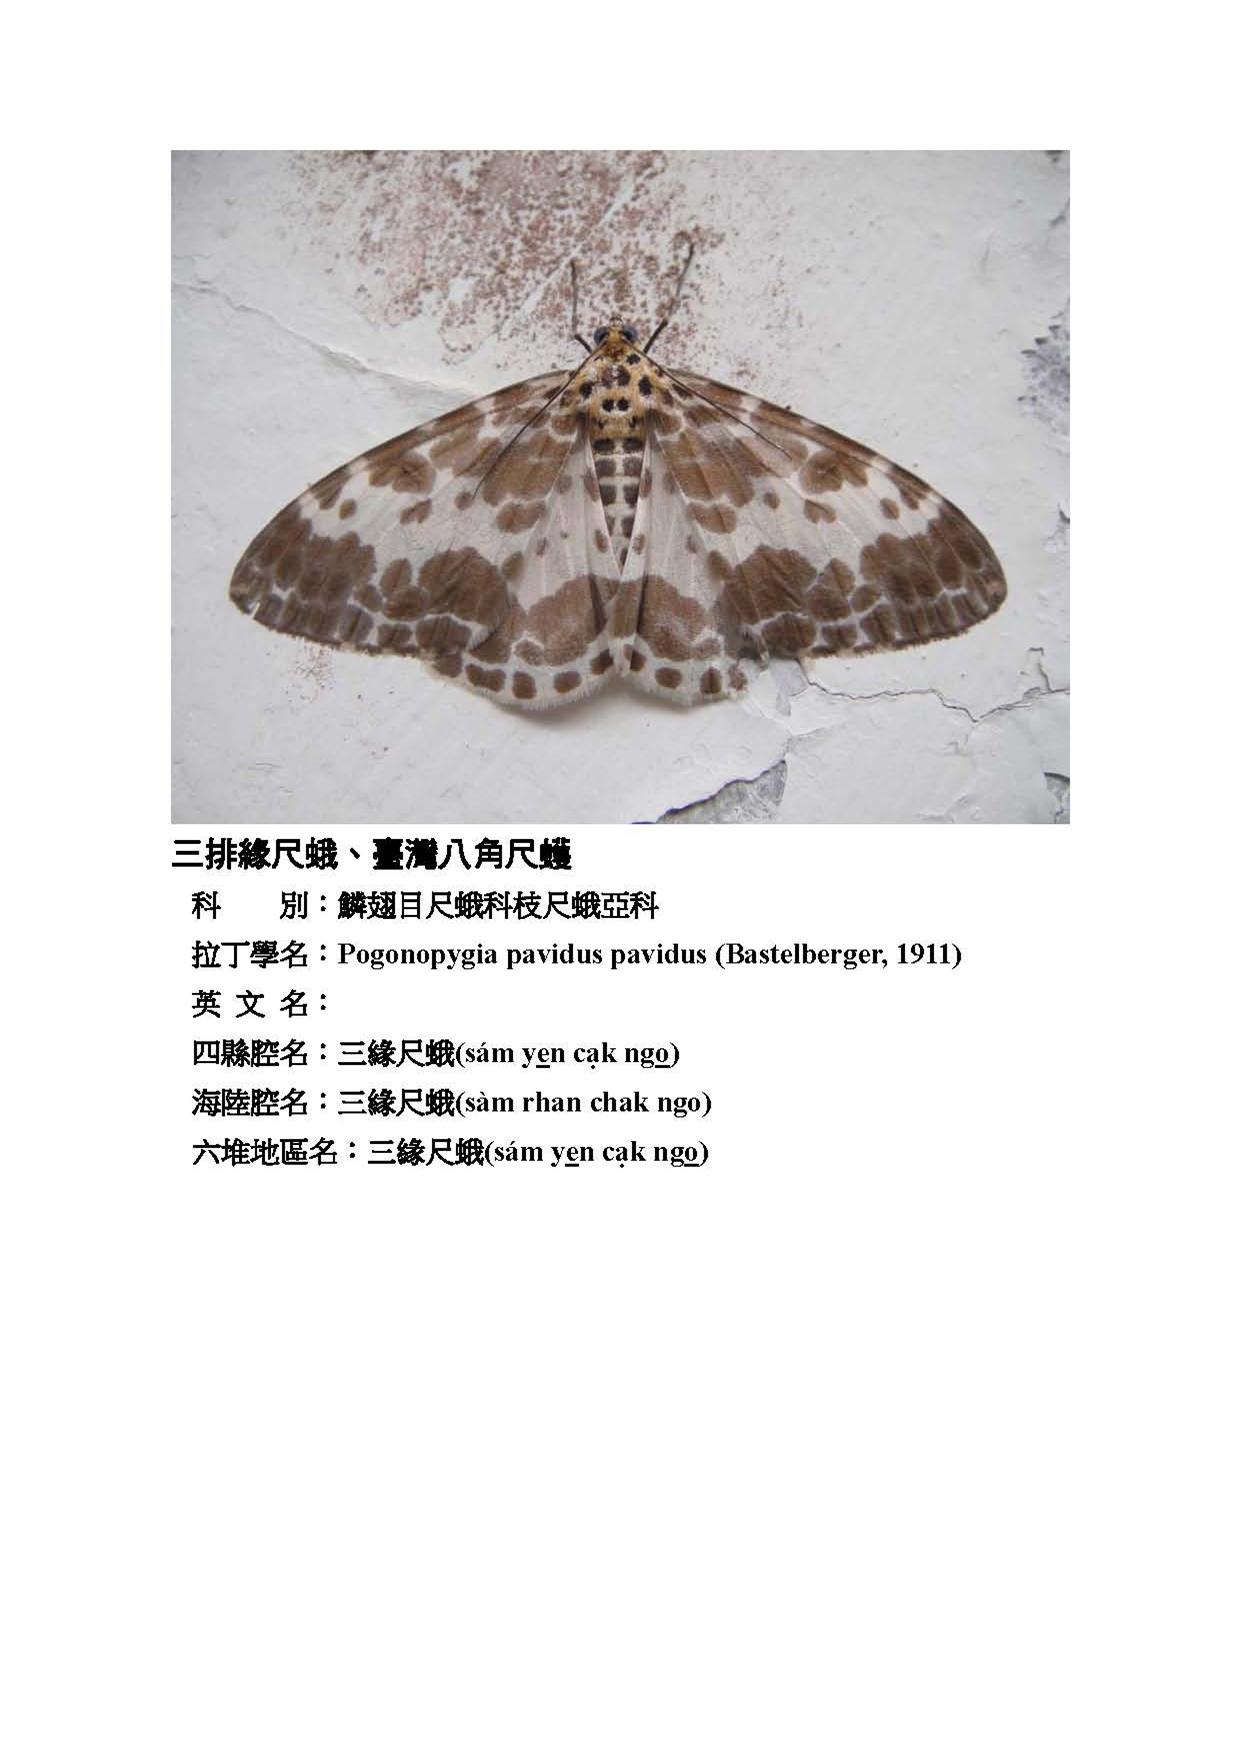 三排緣尺蛾、臺灣八角尺蠖
科　　別：鱗翅目尺蛾科枝尺蛾亞科
拉丁學名：Pogonopygia pavidus pavidus (Bastelberger, 1911)
英 文 名：
四縣腔名：三緣尺蛾(sám ye̲n cạk ngo̲)
海陸腔名：三緣尺蛾(sàm rhan chak ngo)
六堆地區名：三緣尺蛾(sám ye̲n cạk ngo̲)